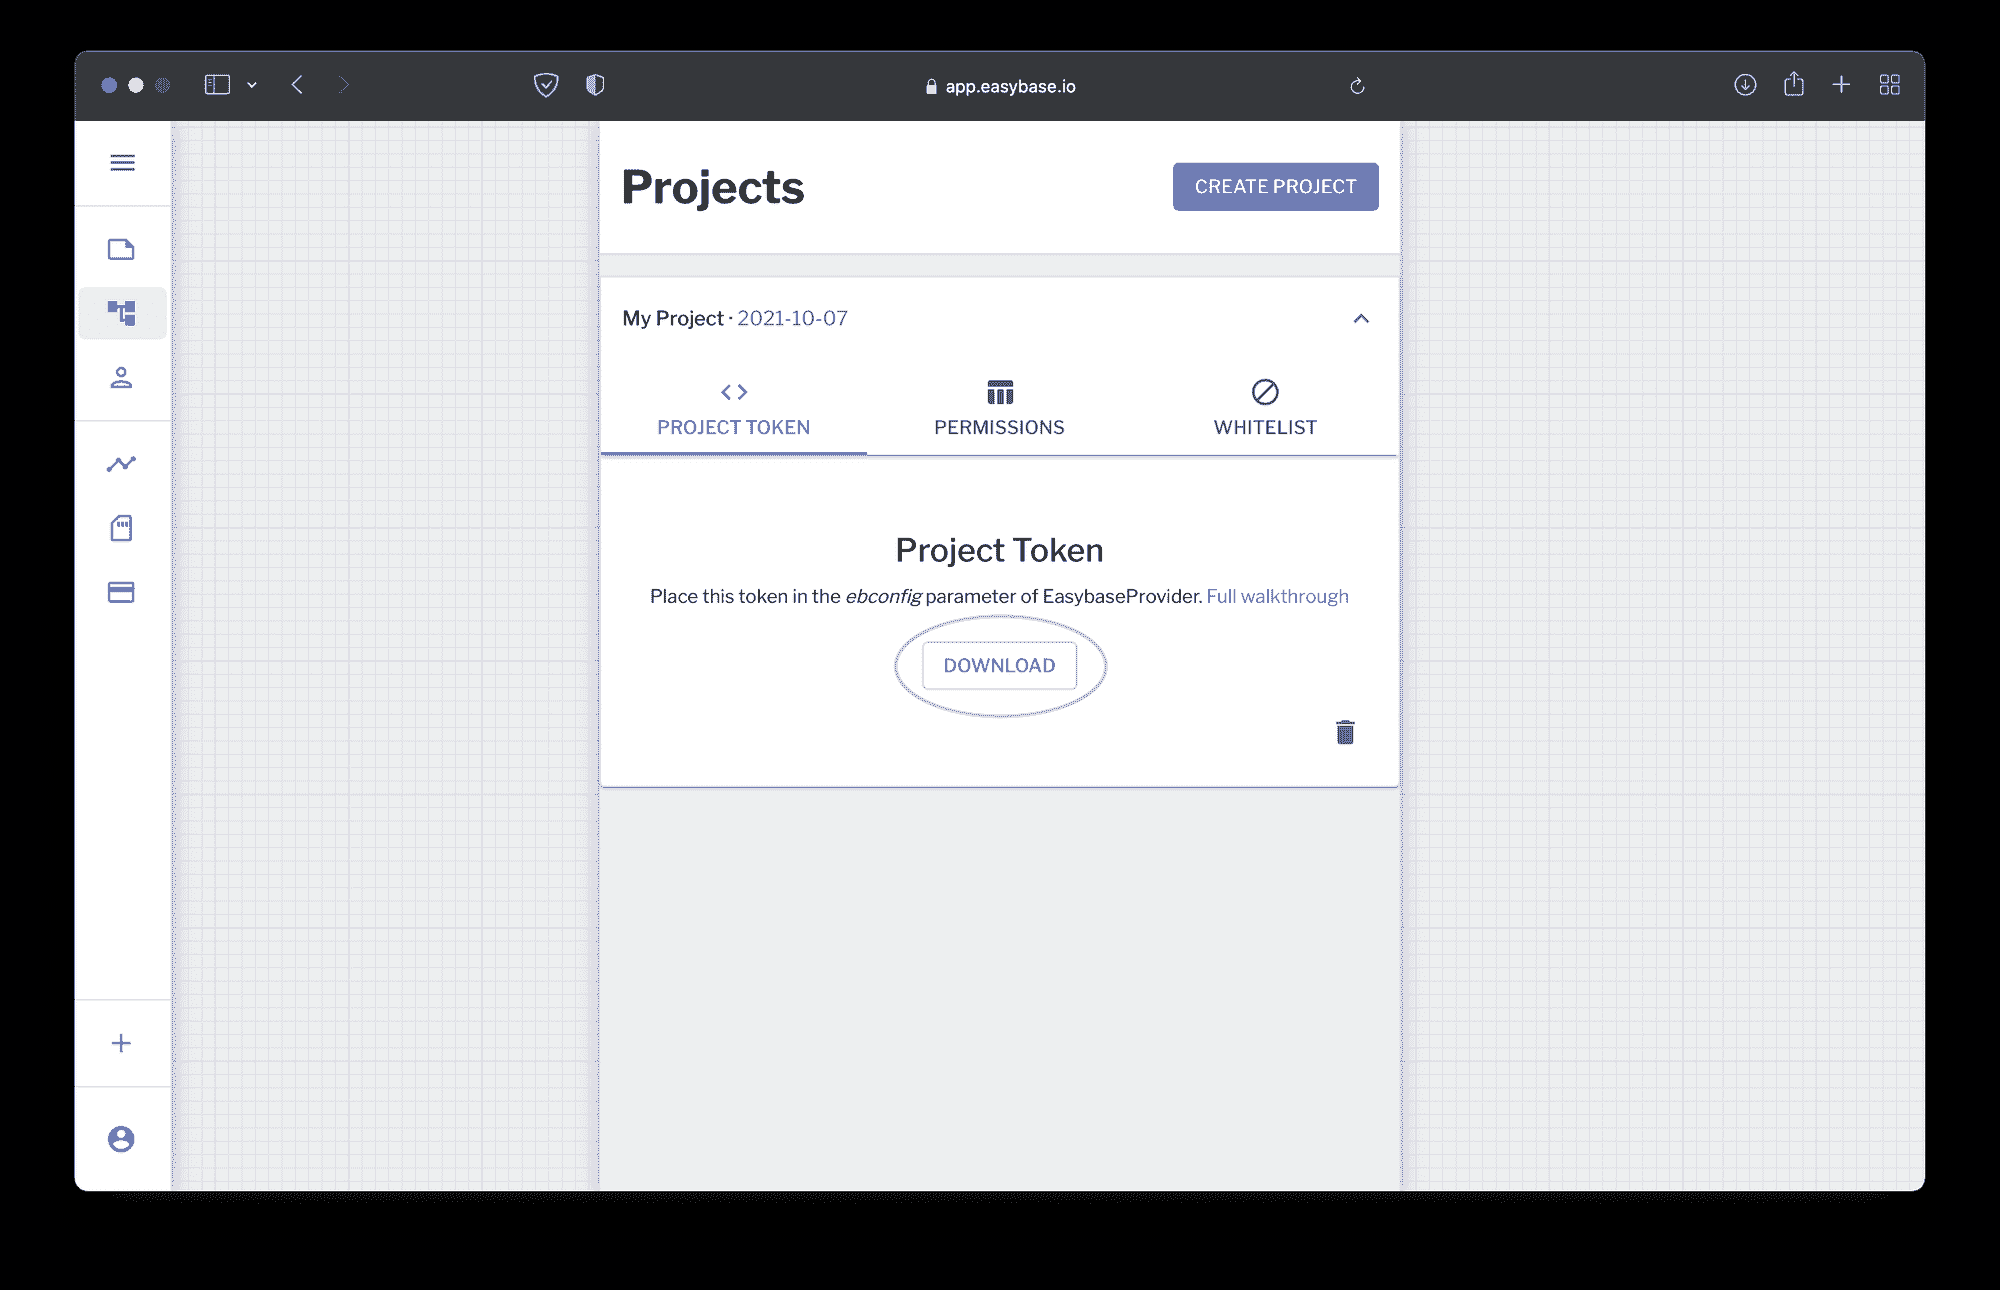 app.easybase.io
Projects
CREATE PROJECT
My Project · 2021-10-07
PROJECT TOKEN
PERMISSIONS
WHITELIST
Project Token
Place this token in the ebconfig parameter of EasybaseProvider. Full walkthrough
DOWNLOAD